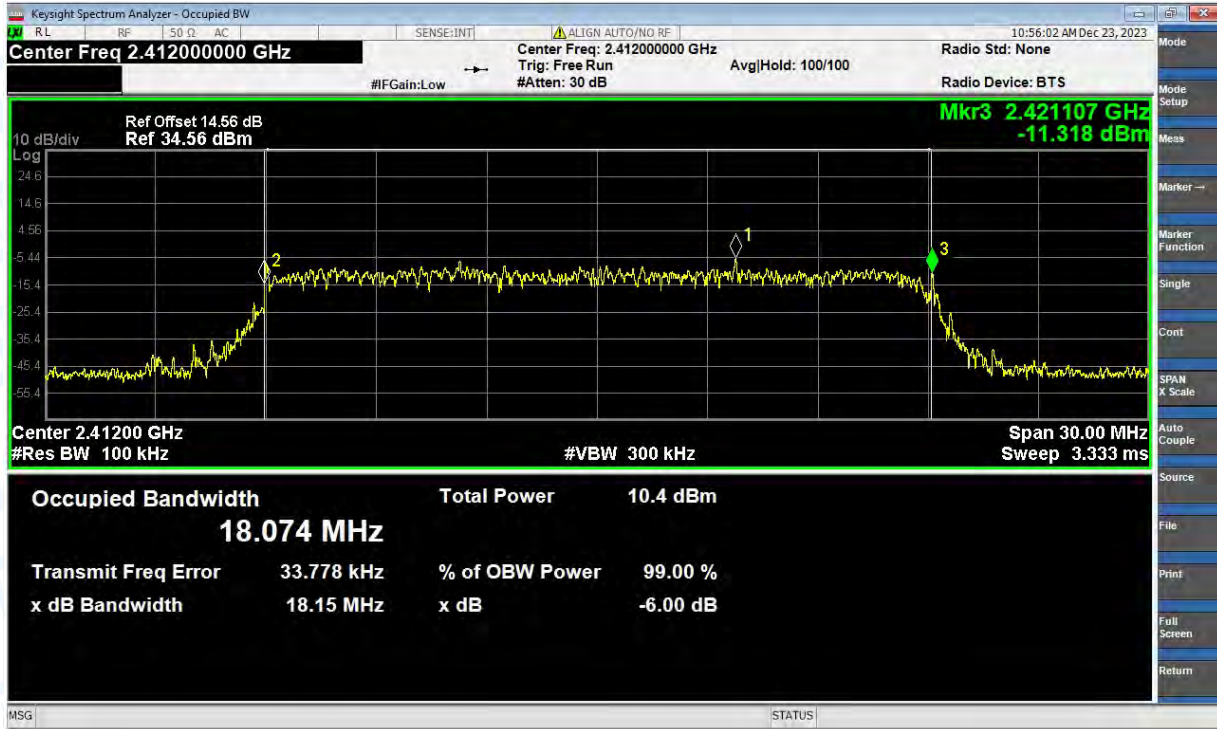 Keysight Spectrum Analyzer - Occupied BW
LXI RL RF 50 Ω AC SENSE:INT ALIGN AUTO/NO RF 10:56:02 AM Dec 23, 2023
Center Freq 2.412000000 GHz
Center Freq: 2.412000000 GHz
Radio Std: None
Trig: Free Run
Avg|Hold: 100/100
#IFGain:Low
#Atten: 30 dB
Radio Device: BTS
Mkr3 2.421107 GHz
-11.318 dBm
Ref Offset 14.56 dB
10 dB/div Ref 34.56 dBm
Log
24.6
14.6
4.56
-5.44
-15.4
-25.4
-35.4
-45.4
-55.4
1
2
3
Center 2.41200 GHz Span 30.00 MHz
#Res BW 100 kHz #VBW 300 kHz Sweep 3.333 ms
Occupied Bandwidth
18.074 MHz
Total Power 10.4 dBm
Transmit Freq Error 33.778 kHz % of OBW Power 99.00 %
x dB Bandwidth 18.15 MHz x dB -6.00 dB
Mode
Mode
Setup
Meas
Marker→
Marker
Function
Single
Cont
SPAN
X Scale
Auto
Couple
Source
File
Print
Full
Screen
Return
MSG STATUS